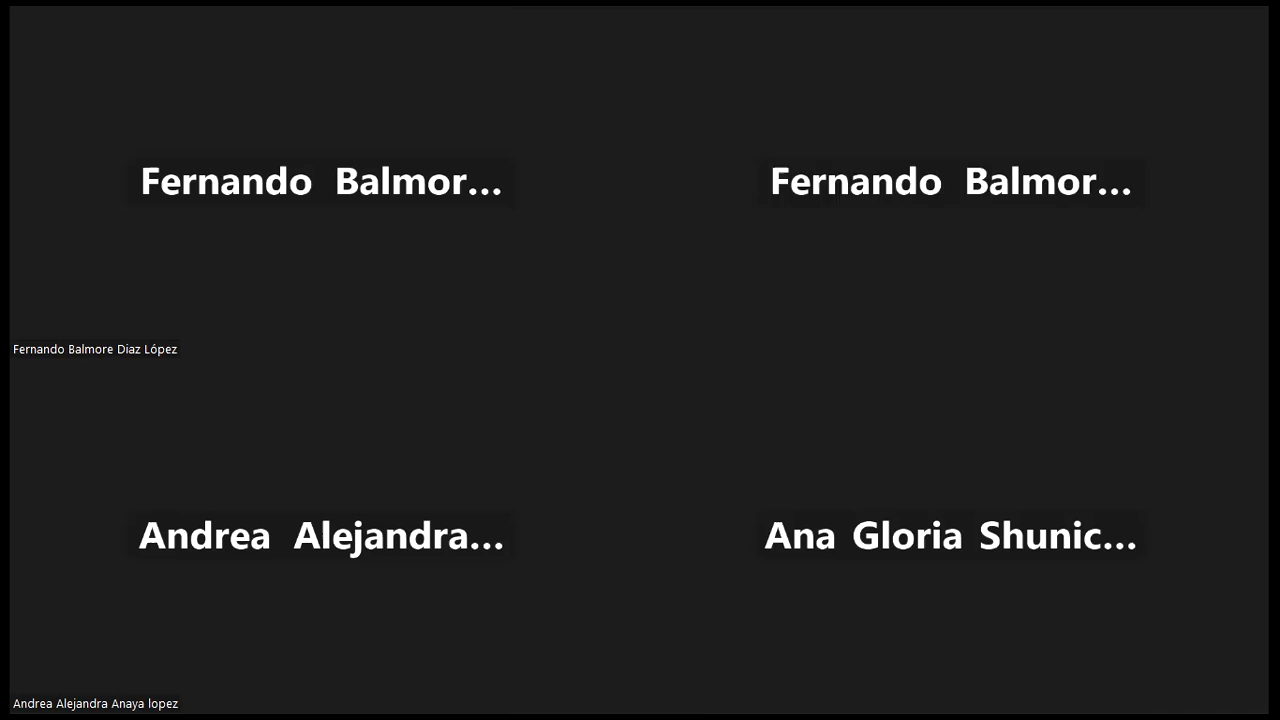 Fernando Balmor...
Fernando Balmor...
Fernando Balmore Diaz López
Andrea Alejandra...
Ana Gloria Shunic...
Andrea Alejandra Anaya lopez